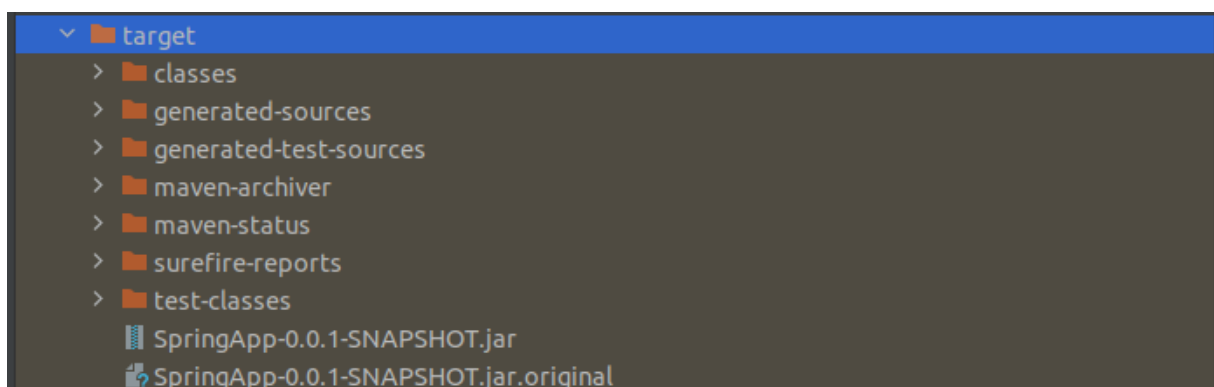 target
classes
generated-sources
generated-test-sources
maven-archiver
maven-status
surefire-reports
test-classes
SpringApp-0.0.1-SNAPSHOT.jar
SpringApp-0.0.1-SNAPSHOT.jar.original